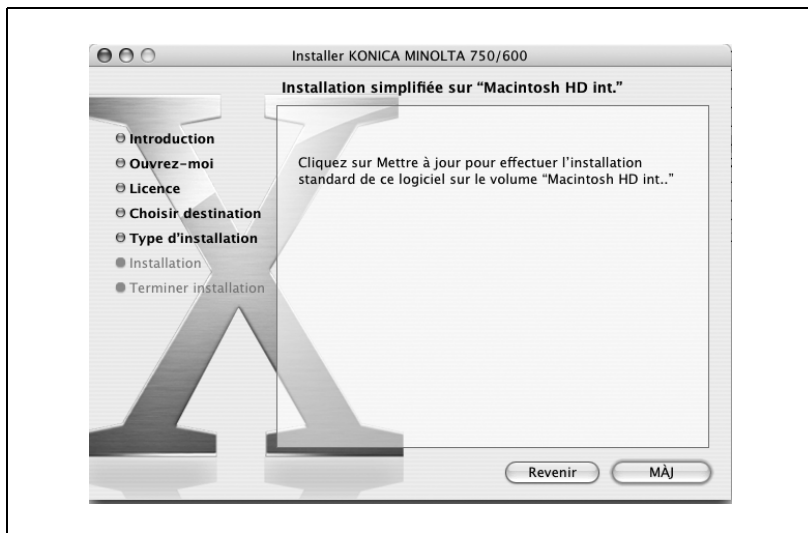 Installer KONICA MINOLTA 750/600
Installation simplifiée sur “Macintosh HD int.”
Introduction
Ouvrez-moi
Licence
Choisir destination
Type d'installation
Installation
Terminer installation
Cliquez sur Mettre à jour pour effectuer l’installation
standard de ce logiciel sur le volume “Macintosh HD int..”
Revenir
MÀJ